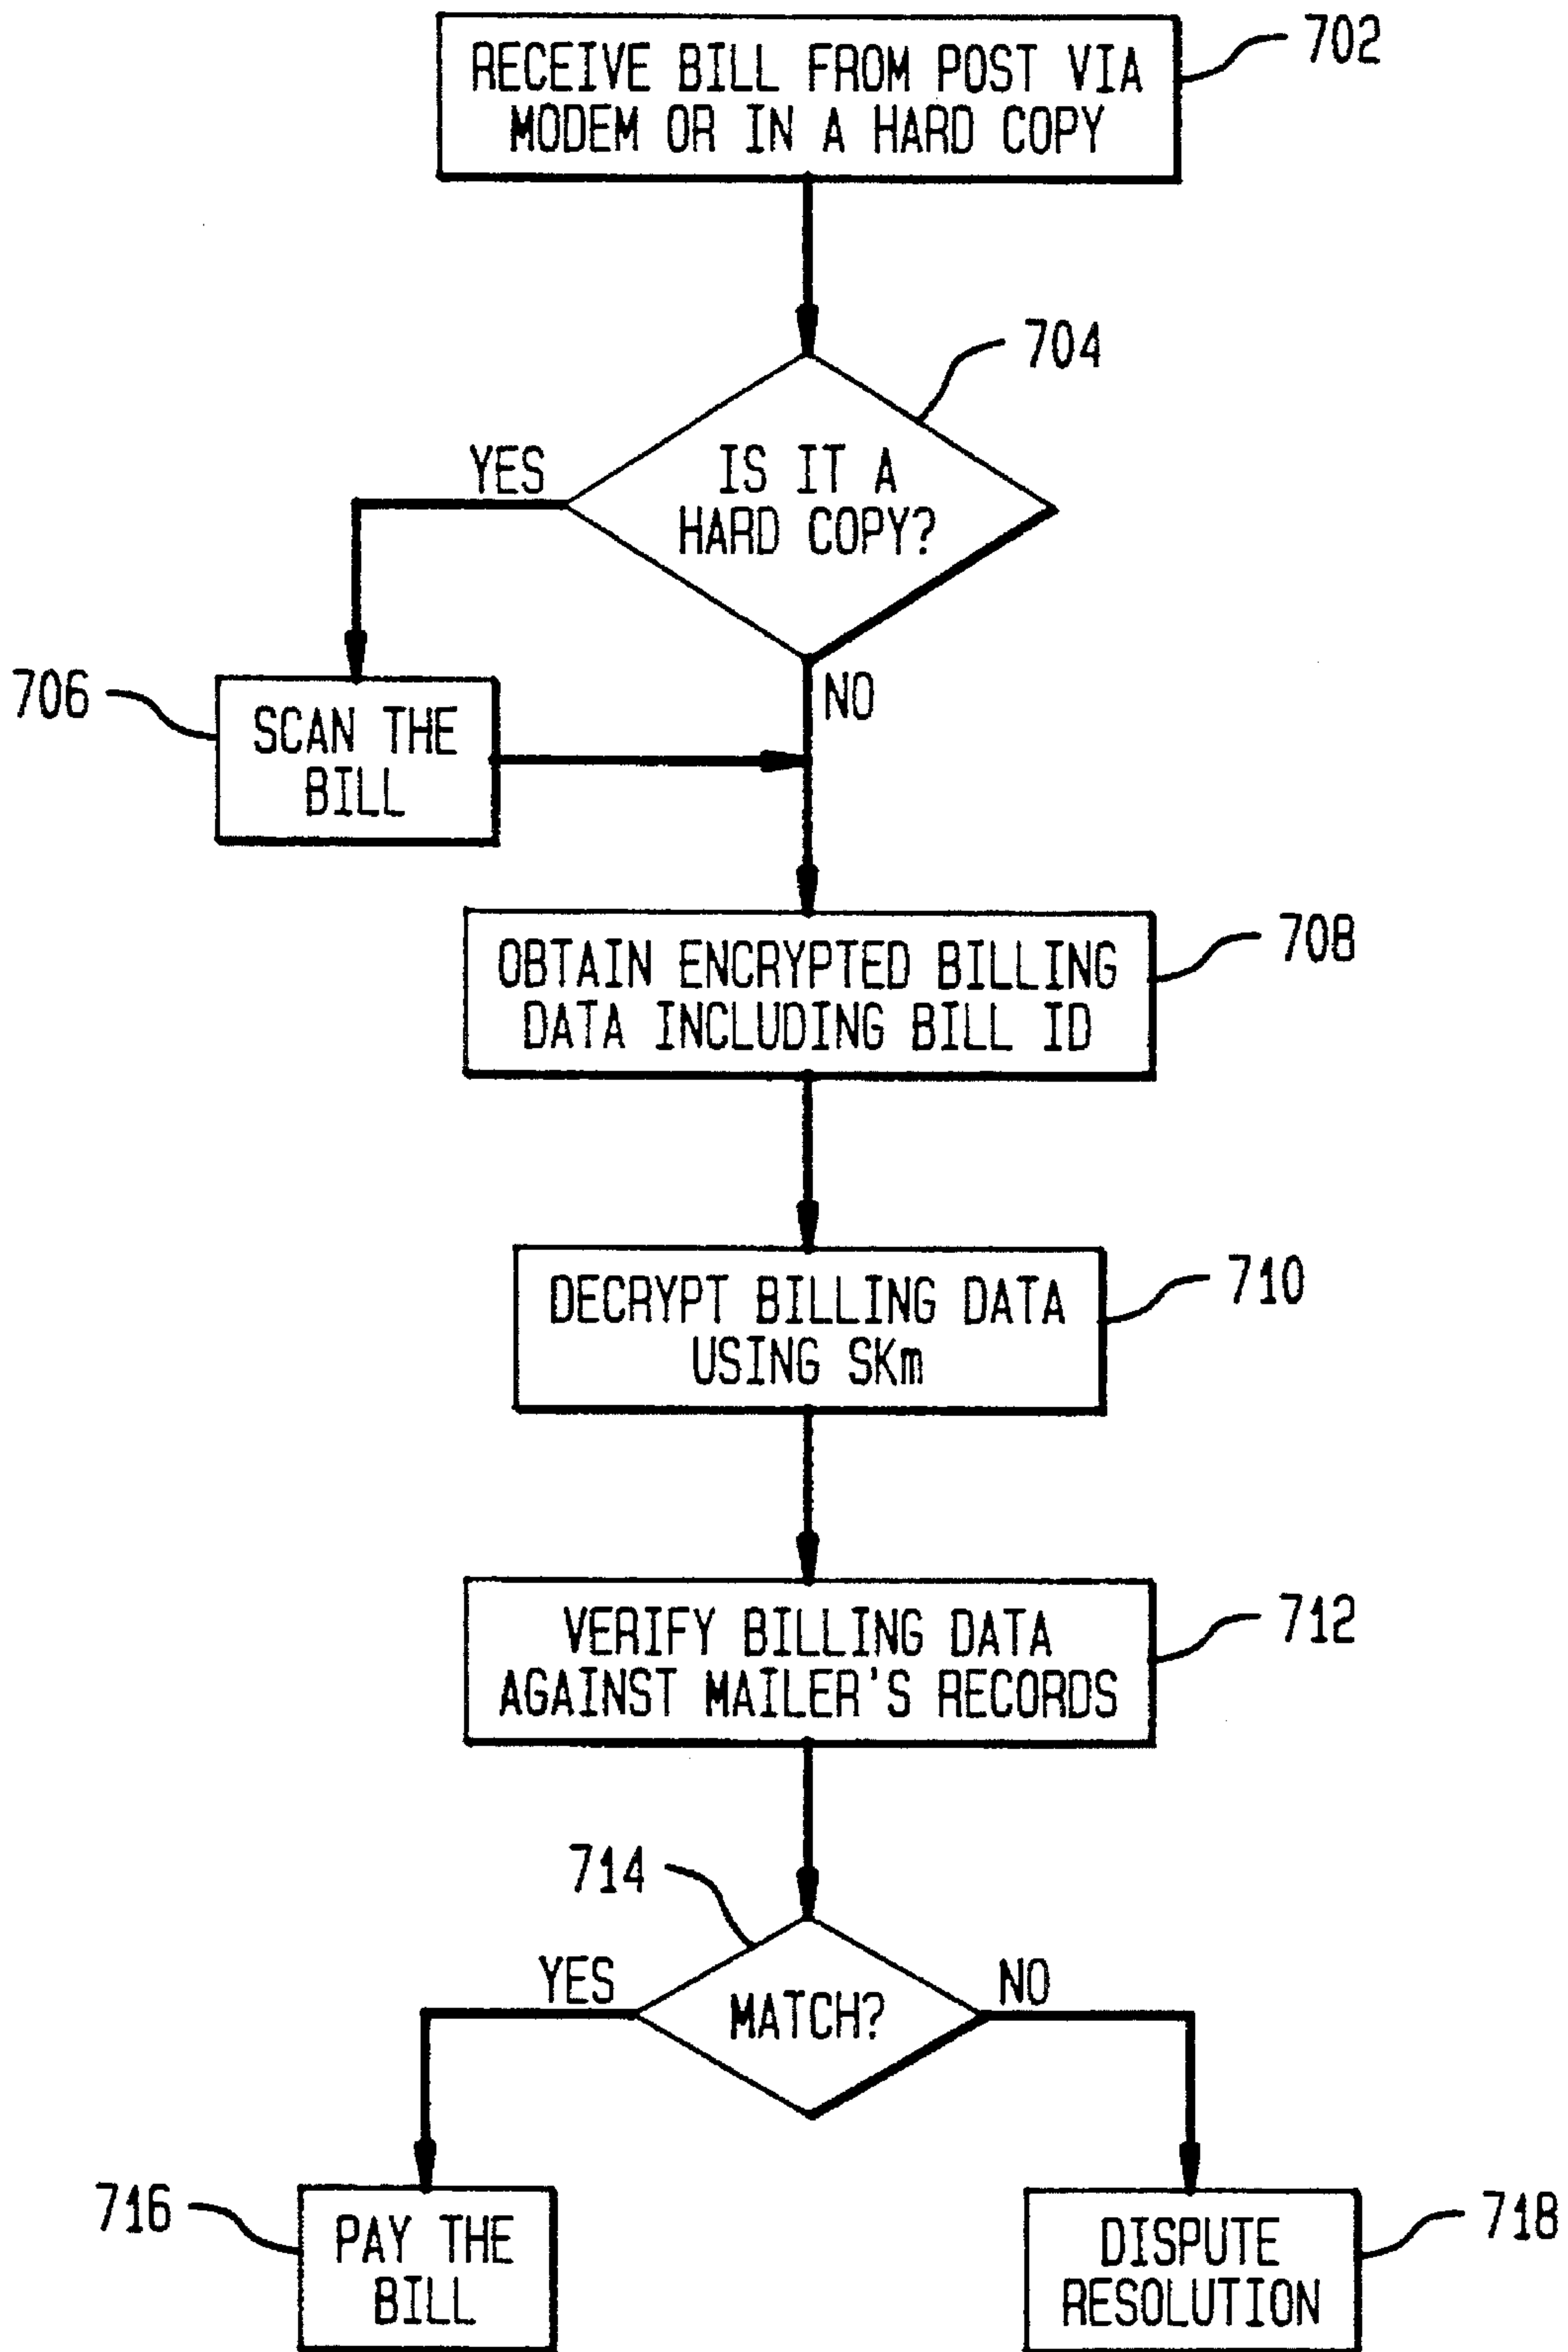 RECEIVE BILL FROM POST VIA
MODEM OR IN A HARD COPY
702
704
YES
IS IT A
HARD COPY?
706
SCAN THE
BILL
NO
OBTAIN ENCRYPTED BILLING
DATA INCLUDING BILL ID
708
DECRYPT BILLING DATA
USING SKm
710
VERIFY BILLING DATA
AGAINST MAILER'S RECORDS
712
714
YES
MATCH?
NO
716
PAY THE
BILL
DISPUTE
RESOLUTION
718